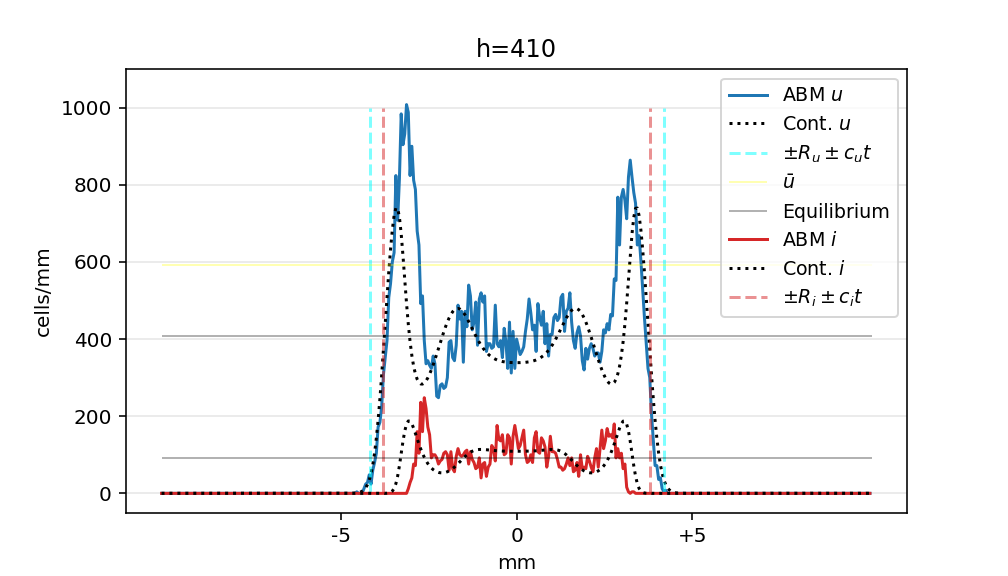 h=410
1000
800
600
400
200
0
cells/mm
-5
0
+5
mm
ABM u
Cont. u
±Rᵤ ± cᵤt
ū
Equilibrium
ABM i
Cont. i
±Rᵢ ± cᵢt